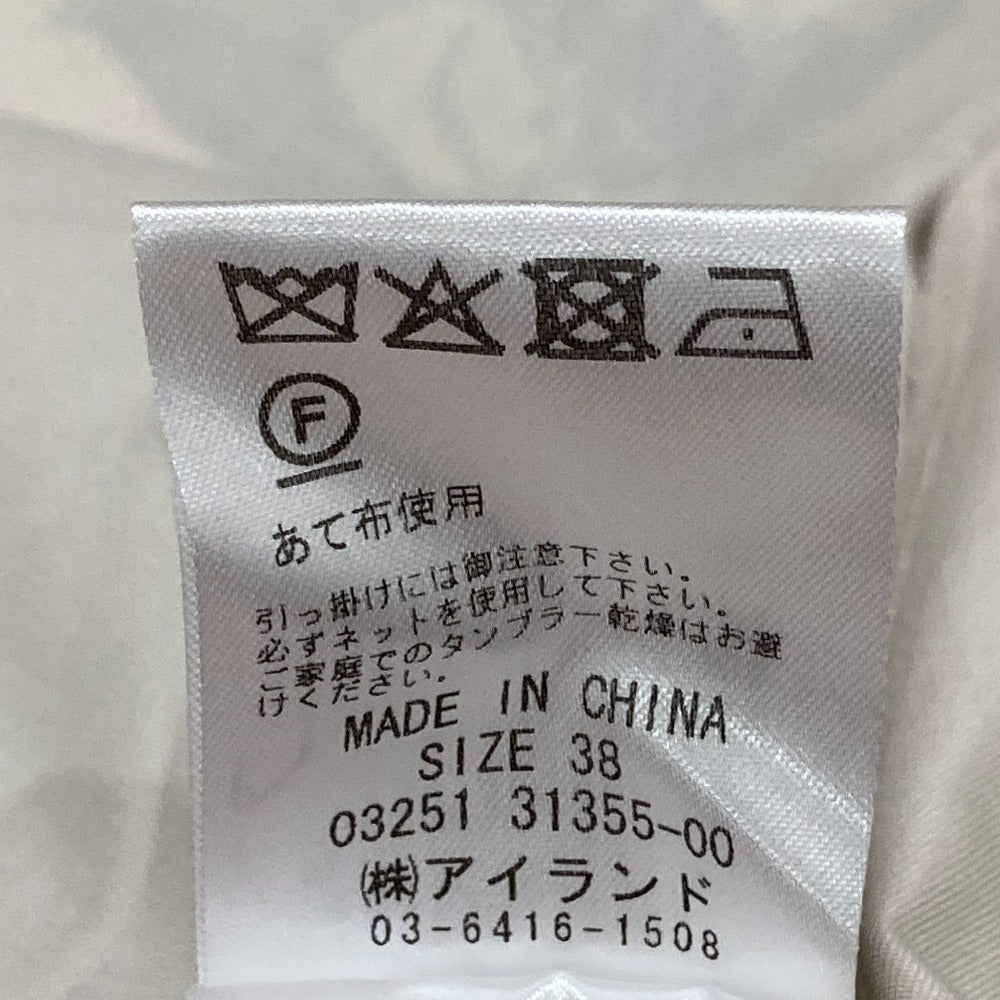 F
あて布使用
引っ掛けには御注意下さい。
必ずネットを使用して下さい。
ご家庭でのタンブラー乾燥はお避
けください。
MADE IN CHINA
SIZE 38
03251 31355-00
㈱アイランド
03-6416-1508